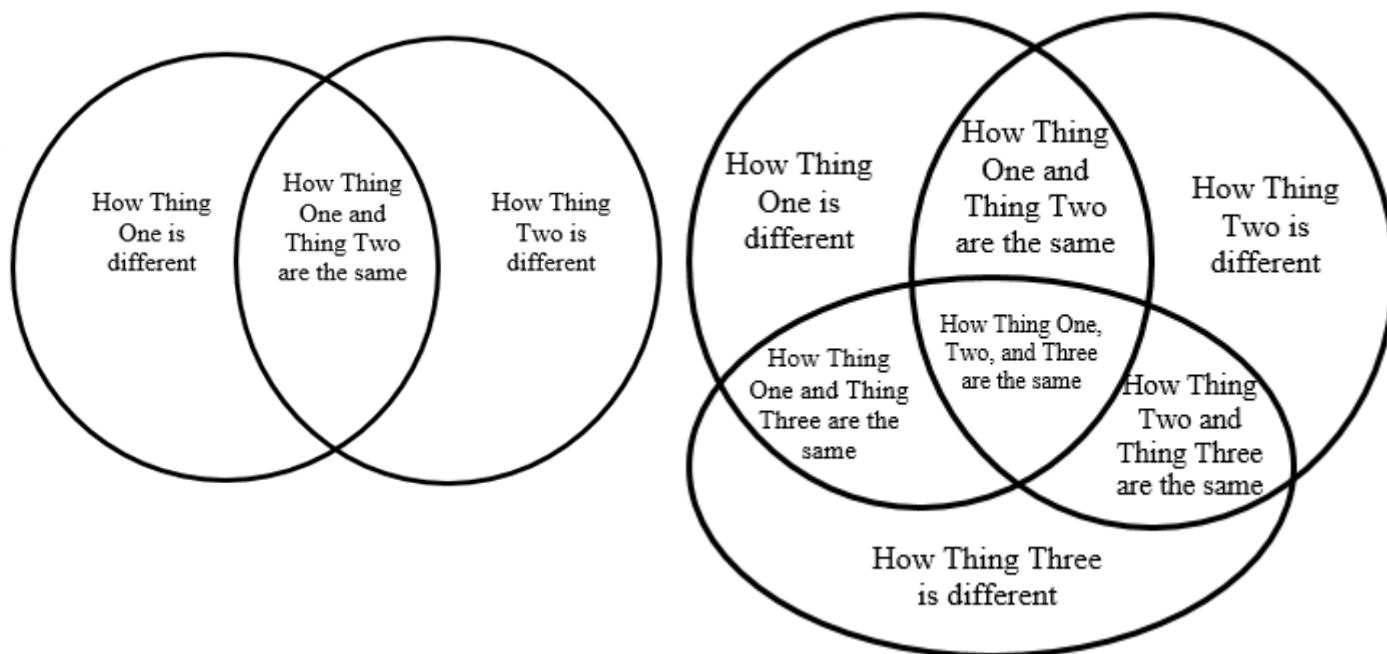 How Thing
One is
different
How Thing
One and
Thing Two
are the same
How Thing
Two is
different
How Thing
One is
different
How Thing
One and
Thing Two
are the same
How Thing
Two is
different
How Thing
One and Thing
Three are the
same
How Thing One,
Two, and Three
are the same
How Thing
Two and
Thing Three
are the same
How Thing Three
is different